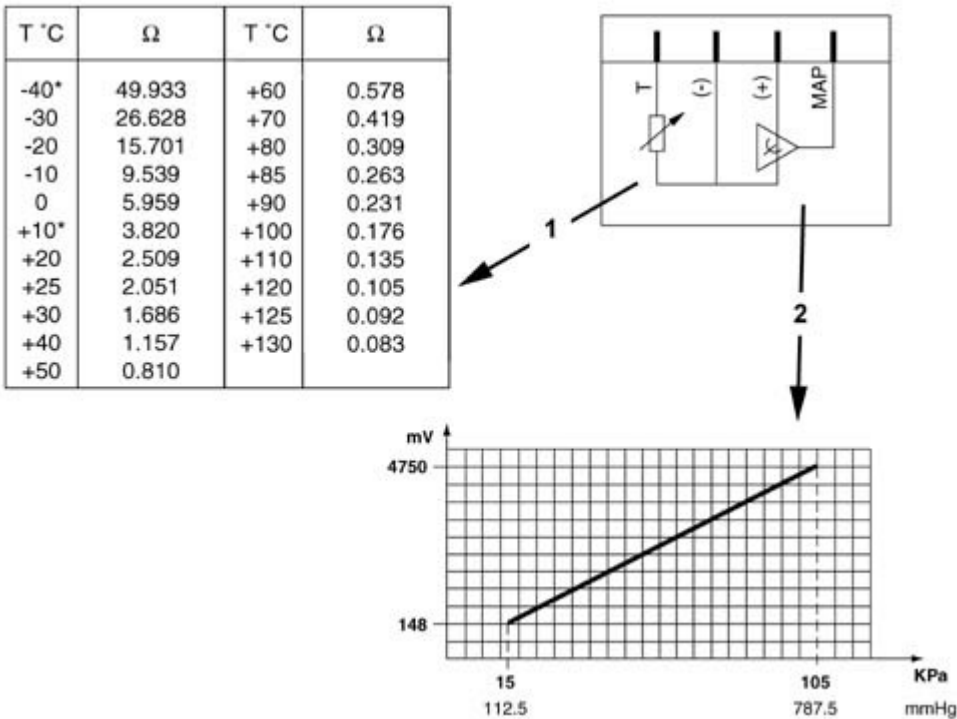 T °C Ω T °C Ω
-40* 49.933 +60 0.578
-30 26.628 +70 0.419
-20 15.701 +80 0.309
-10 9.539 +85 0.263
0 5.959 +90 0.231
+10* 3.820 +100 0.176
+20 2.509 +110 0.135
+25 2.051 +120 0.105
+30 1.686 +125 0.092
+40 1.157 +130 0.083
+50 0.810
T (-) (+) MAP
1
2
mV
4750
148
15 105 KPa
112.5 787.5 mmHg